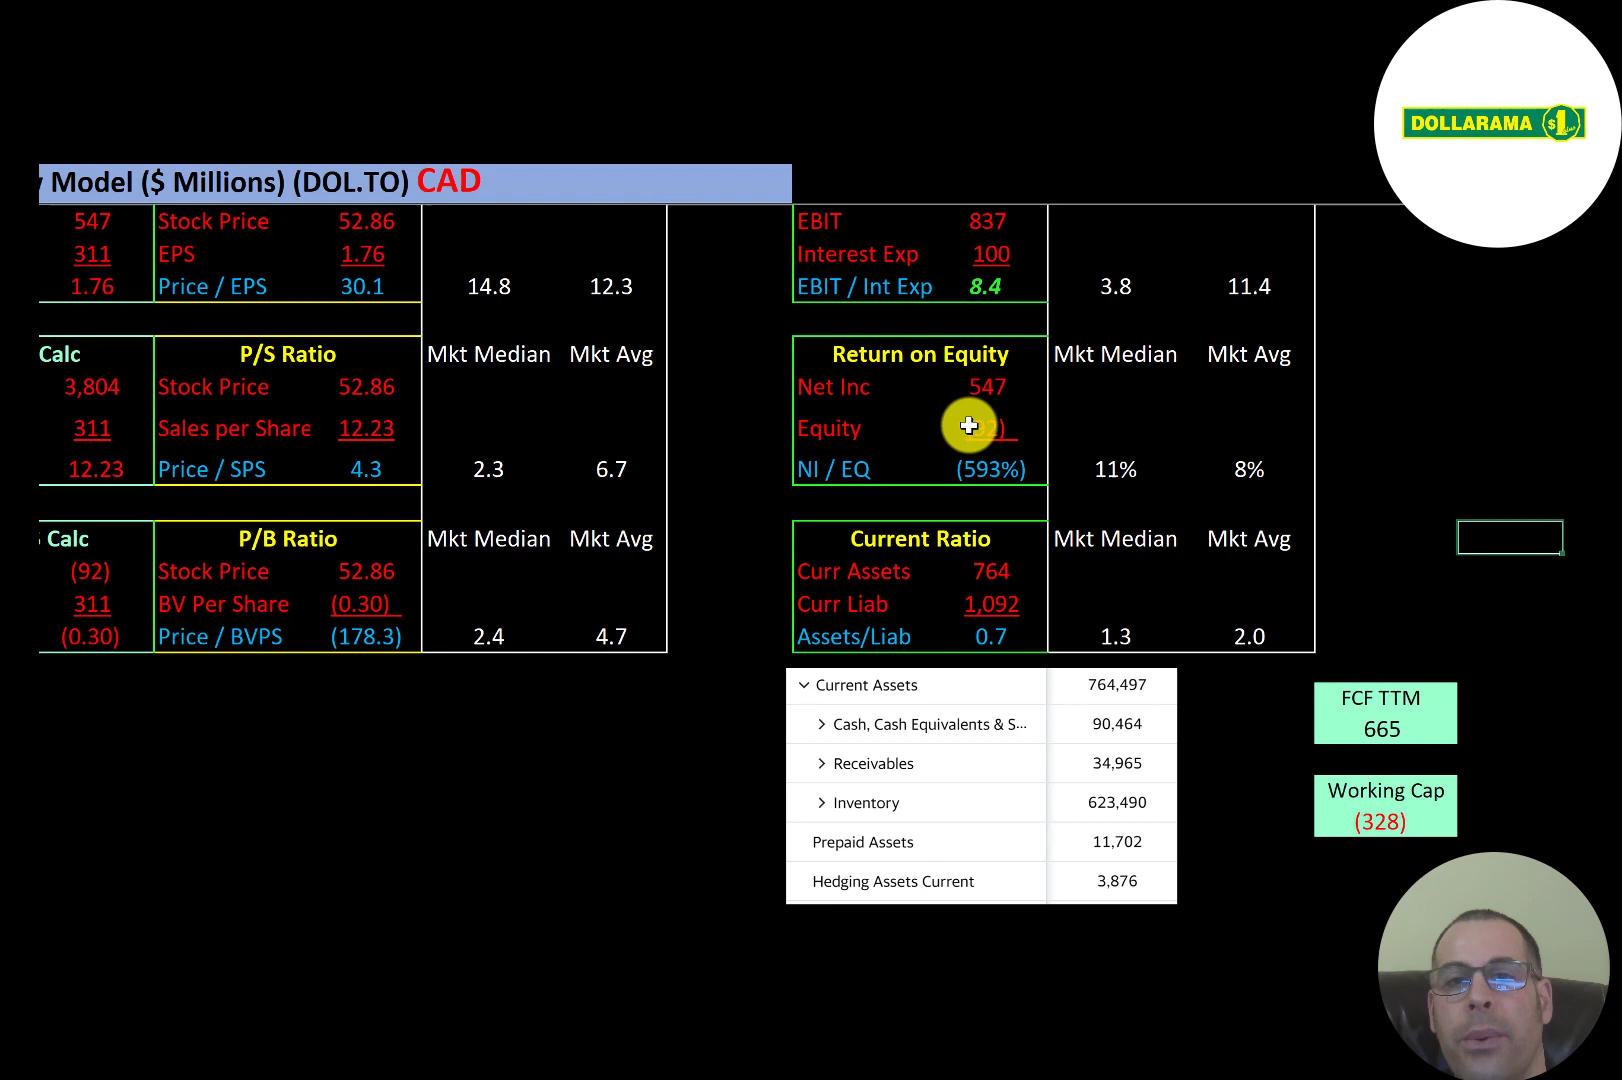 DOLLARAMA $1 plus
Model ($ Millions) (DOL.TO) CAD
547 Stock Price 52.86 EBIT 837
311 EPS 1.76 Interest Exp 100
1.76 Price / EPS 30.1 14.8 12.3 EBIT / Int Exp 8.4 3.8 11.4
Calc P/S Ratio Mkt Median Mkt Avg Return on Equity Mkt Median Mkt Avg
3,804 Stock Price 52.86 Net Inc 547
311 Sales per Share 12.23 Equity
12.23 Price / SPS 4.3 2.3 6.7 NI / EQ (593%) 11% 8%
Calc P/B Ratio Mkt Median Mkt Avg Current Ratio Mkt Median Mkt Avg
(92) Stock Price 52.86 Curr Assets 764
311 BV Per Share (0.30) Curr Liab 1,092
(0.30) Price / BVPS (178.3) 2.4 4.7 Assets/Liab 0.7 1.3 2.0
Current Assets 764,497
Cash, Cash Equivalents & S... 90,464
Receivables 34,965
Inventory 623,490
Prepaid Assets 11,702
Hedging Assets Current 3,876
FCF TTM
665
Working Cap
(328)